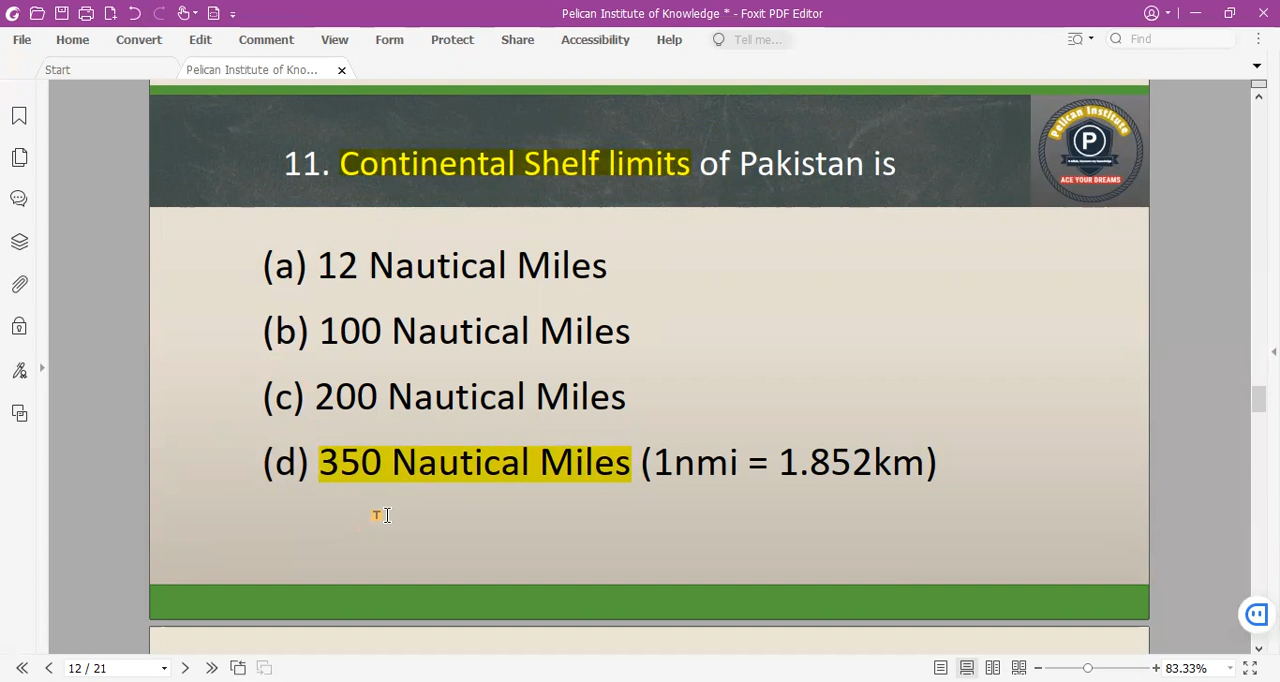 Pelican Institute of Knowledge * - Foxit PDF Editor
File Home Convert Edit Comment View Form Protect Share Accessibility Help Tell me... Find
Start Pelican Institute of Kno...
Pelican Institute
P
ACE YOUR DREAMS
11. Continental Shelf limits of Pakistan is
(a) 12 Nautical Miles
(b) 100 Nautical Miles
(c) 200 Nautical Miles
(d) 350 Nautical Miles (1nmi = 1.852km)
T
12 / 21 83.33%